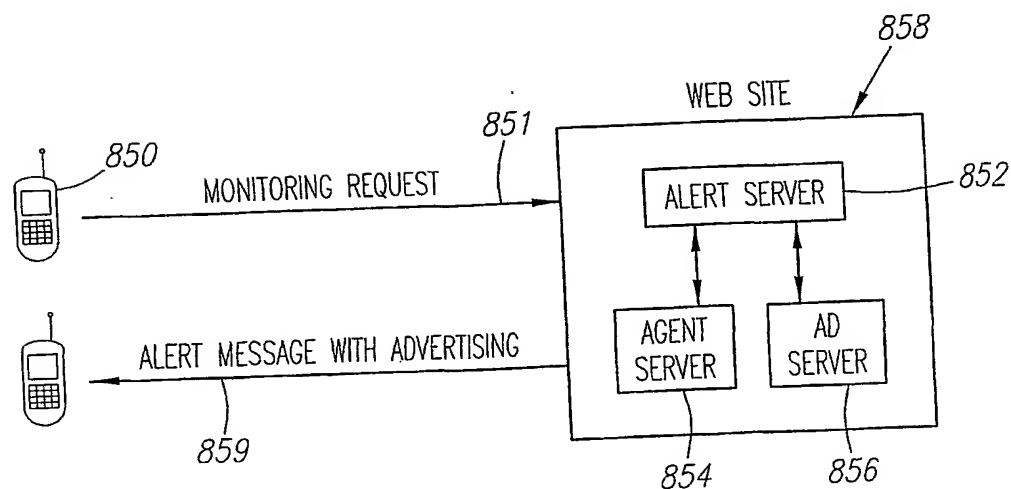 858
WEB SITE
851
850
MONITORING REQUEST
ALERT SERVER
852
ALERT MESSAGE WITH ADVERTISING
AGENT
SERVER
AD
SERVER
859
854
856